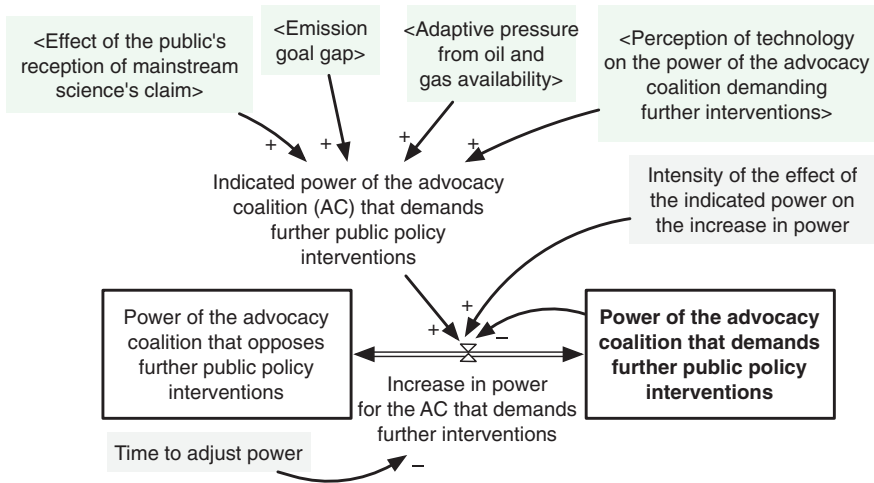 <Effect of the public's
reception of mainstream
science's claim>
<Emission
goal gap>
<Adaptive pressure
from oil and
gas availability>
<Perception of technology
on the power of the advocacy
coalition demanding
further interventions>
+
+
+
+
Indicated power of the advocacy
coalition (AC) that demands
further public policy
interventions
Intensity of the effect of
the indicated power on
the increase in power
+
+
–
Power of the advocacy
coalition that opposes
further public policy
interventions
Power of the advocacy
coalition that demands
further public policy
interventions
Increase in power
for the AC that demands
further interventions
Time to adjust power
–